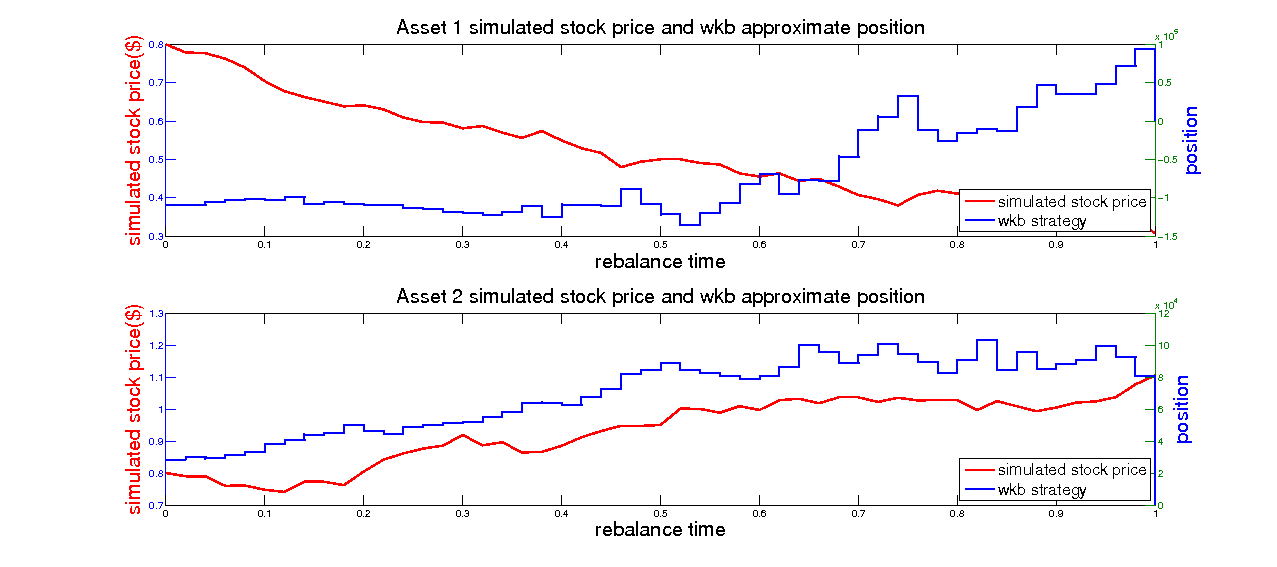 Asset 1 simulated stock price and wkb approximate position
x 10^5
simulated stock price($)
0.8
0.7
0.6
0.5
0.4
0.3
1
0.5
0
−0.5
−1
−1.5
position
simulated stock price
wkb strategy
0 0.1 0.2 0.3 0.4 0.5 0.6 0.7 0.8 0.9 1
rebalance time
Asset 2 simulated stock price and wkb approximate position
x 10^4
simulated stock price($)
1.3
1.2
1.1
1
0.9
0.8
0.7
12
10
8
6
4
2
0
position
simulated stock price
wkb strategy
0 0.1 0.2 0.3 0.4 0.5 0.6 0.7 0.8 0.9 1
rebalance time